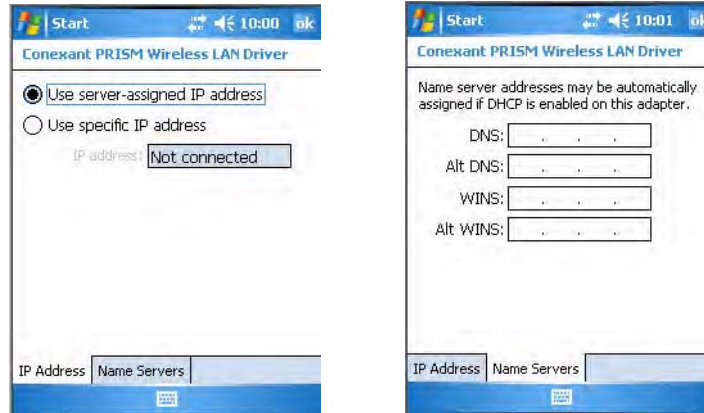 Start 10:00 ok
Conexant PRISM Wireless LAN Driver
Use server-assigned IP address
Use specific IP address
IP address: Not connected
IP Address Name Servers
Start 10:01 ok
Conexant PRISM Wireless LAN Driver
Name server addresses may be automatically
assigned if DHCP is enabled on this adapter.
DNS: . . .
Alt DNS: . . .
WINS: . . .
Alt WINS: . . .
IP Address Name Servers